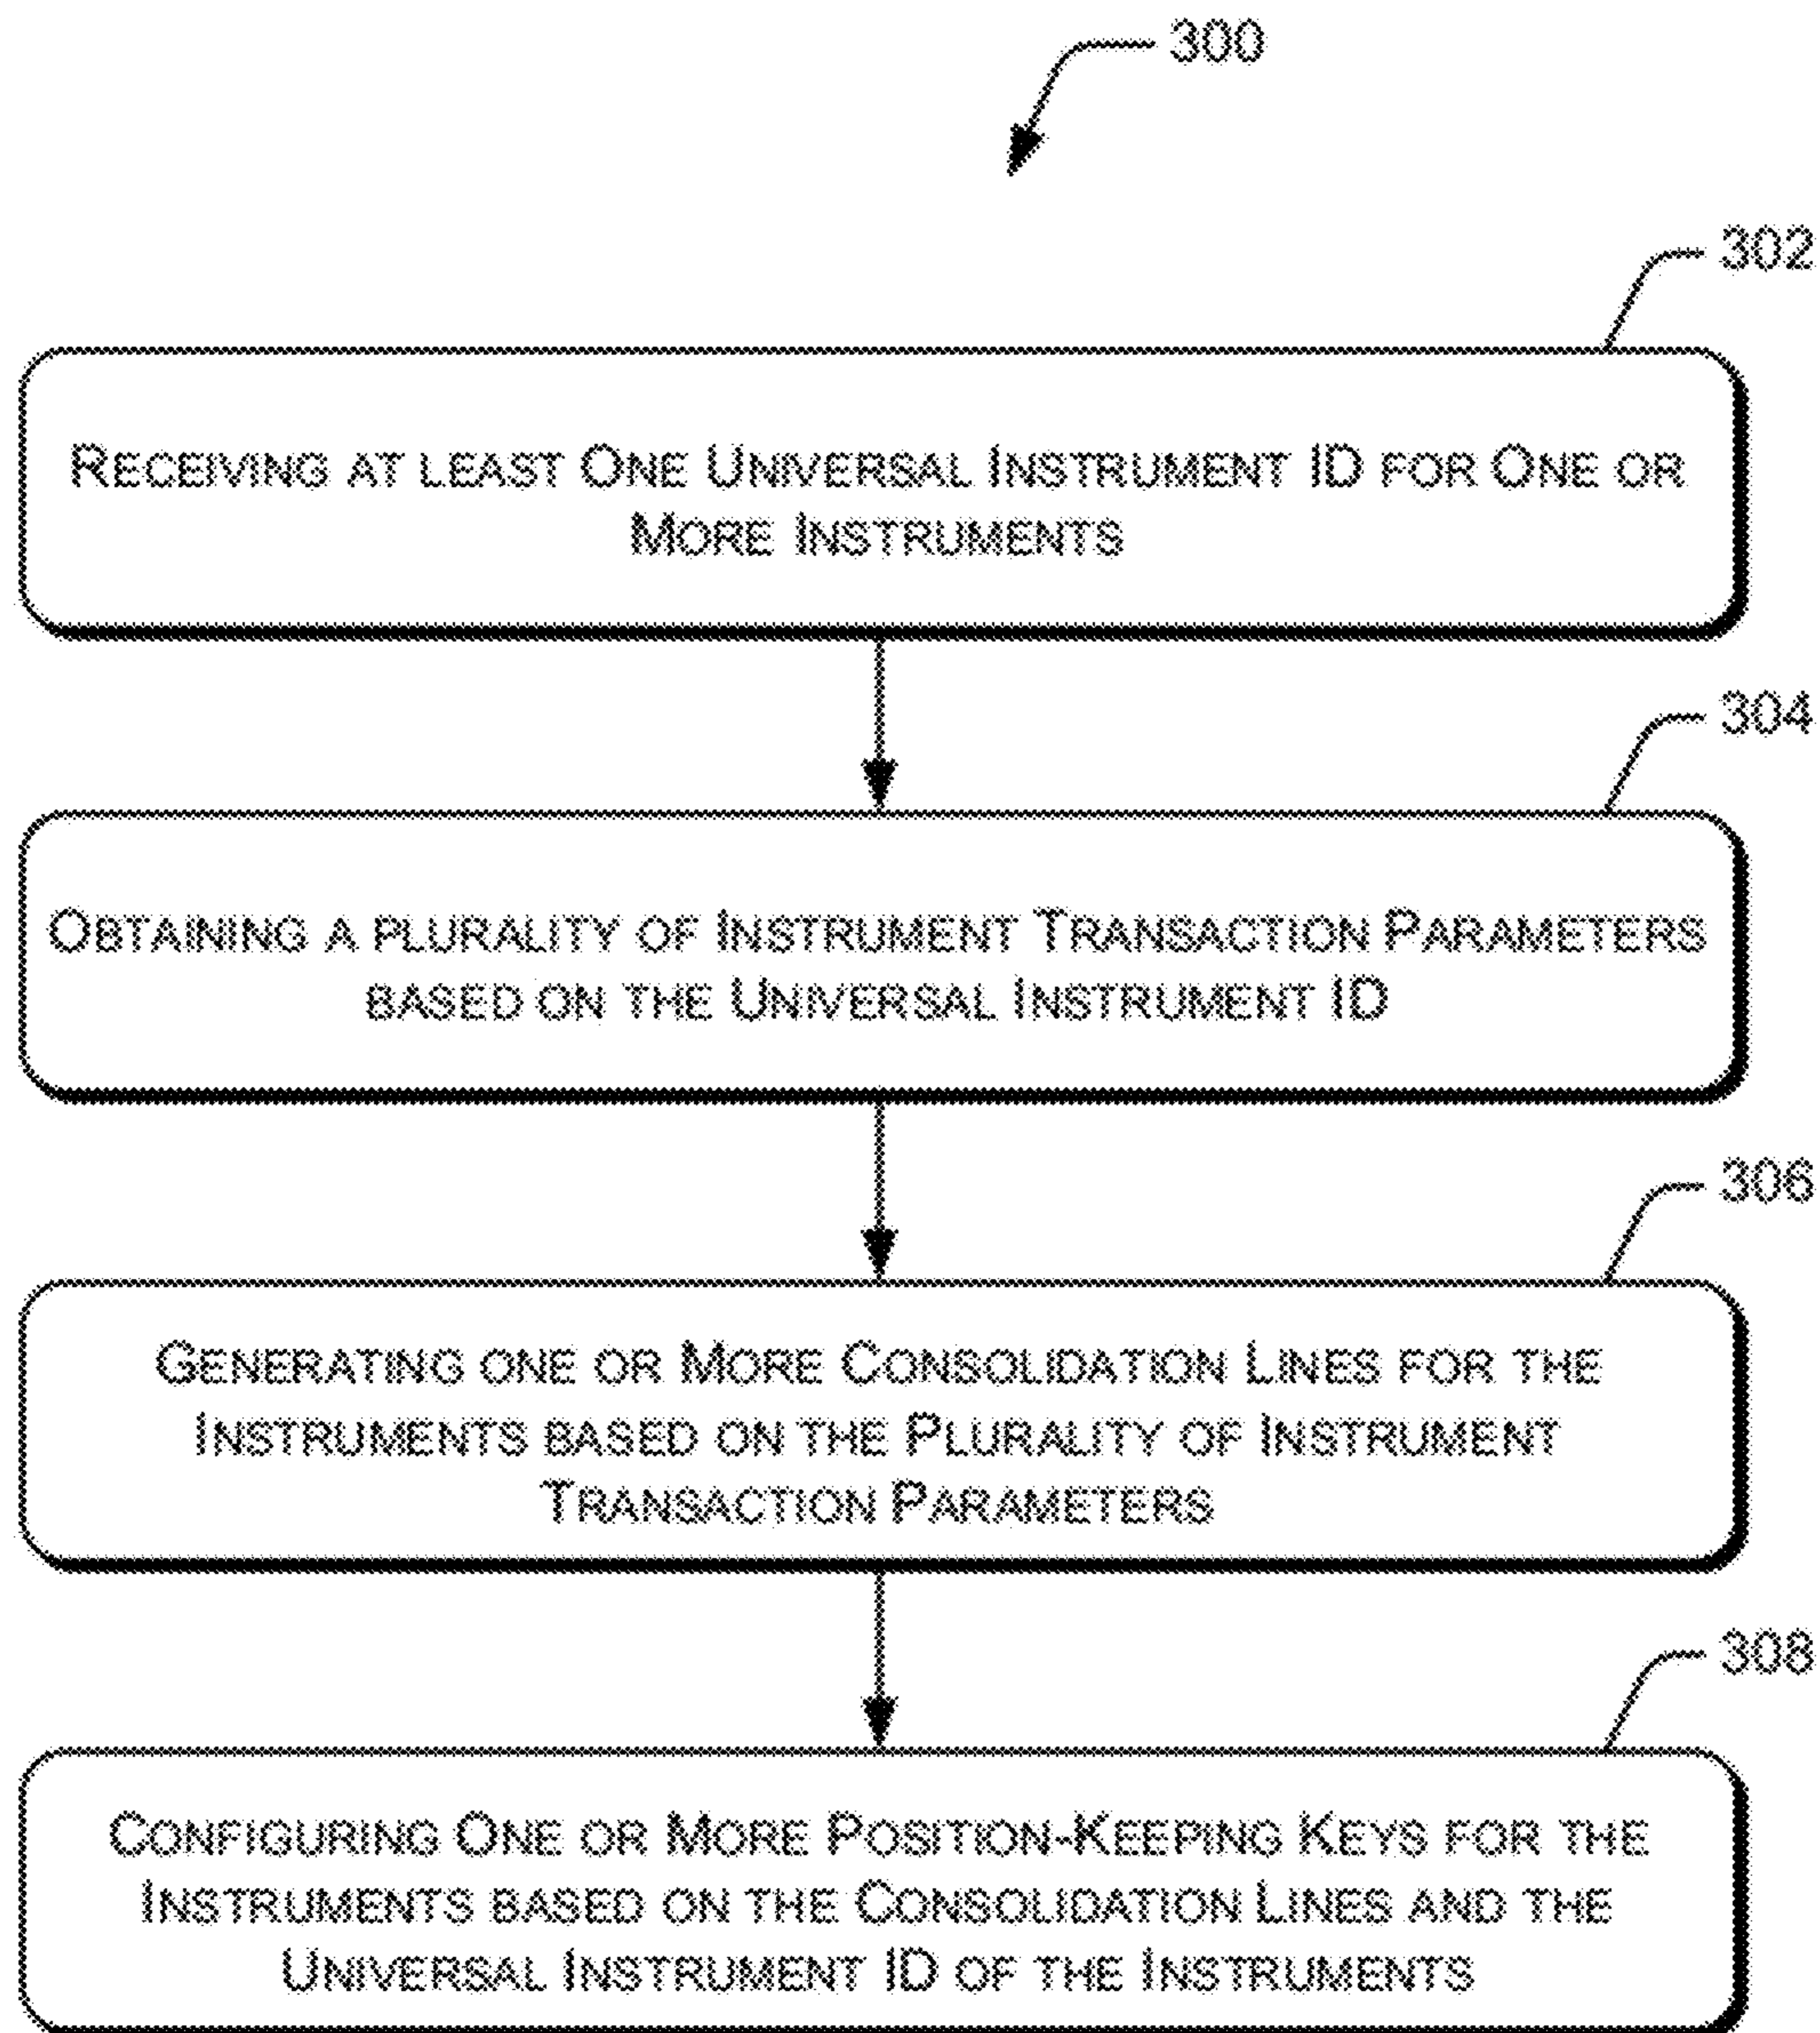 300
302
RECEIVING AT LEAST ONE UNIVERSAL INSTRUMENT ID FOR ONE OR
MORE INSTRUMENTS
304
OBTAINING A PLURALITY OF INSTRUMENT TRANSACTION PARAMETERS
BASED ON THE UNIVERSAL INSTRUMENT ID
306
GENERATING ONE OR MORE CONSOLIDATION LINES FOR THE
INSTRUMENTS BASED ON THE PLURALITY OF INSTRUMENT
TRANSACTION PARAMETERS
308
CONFIGURING ONE OR MORE POSITION-KEEPING KEYS FOR THE
INSTRUMENTS BASED ON THE CONSOLIDATION LINES AND THE
UNIVERSAL INSTRUMENT ID OF THE INSTRUMENTS